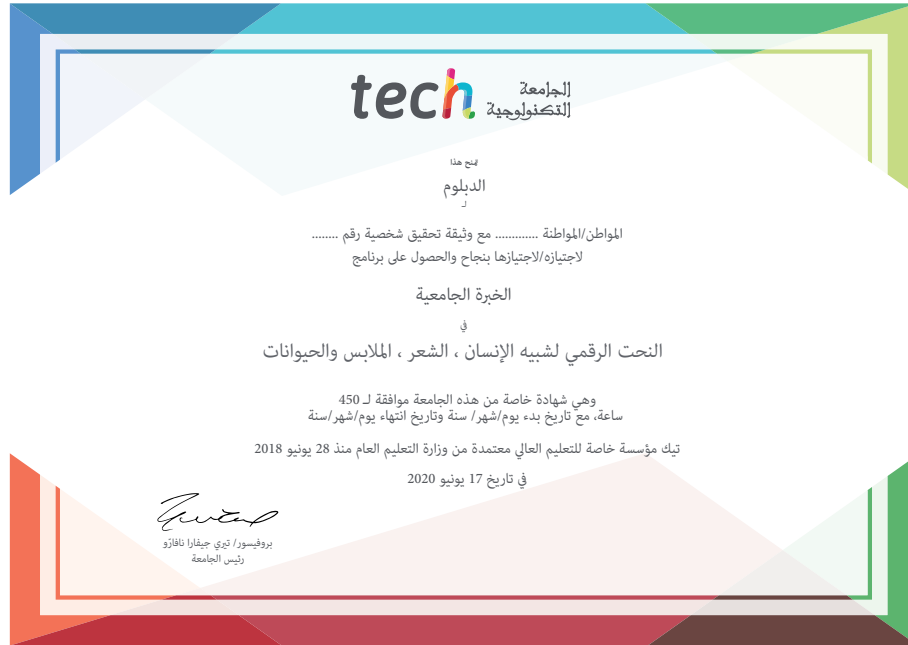 tech الجامعة
التكنولوجية
يمنح هذا
الدبلوم
لـ
المواطن/المواطنة ............. مع وثيقة تحقيق شخصية رقم ........
لاجتيازه/لاجتيازها بنجاح والحصول على برنامج
الخبرة الجامعية
في
النحت الرقمي لشبيه الإنسان ، الشعر ، الملابس والحيوانات
وهي شهادة خاصة من هذه الجامعة موافقة لـ 450
ساعة، مع تاريخ بدء يوم/شهر/ سنة وتاريخ انتهاء يوم/شهر/سنة
تيك مؤسسة خاصة للتعليم العالي معتمدة من وزارة التعليم العام منذ 28 يونيو 2018
في تاريخ 17 يونيو 2020
بروفيسور/ تيري جيفارا نافارّو
رئيس الجامعة